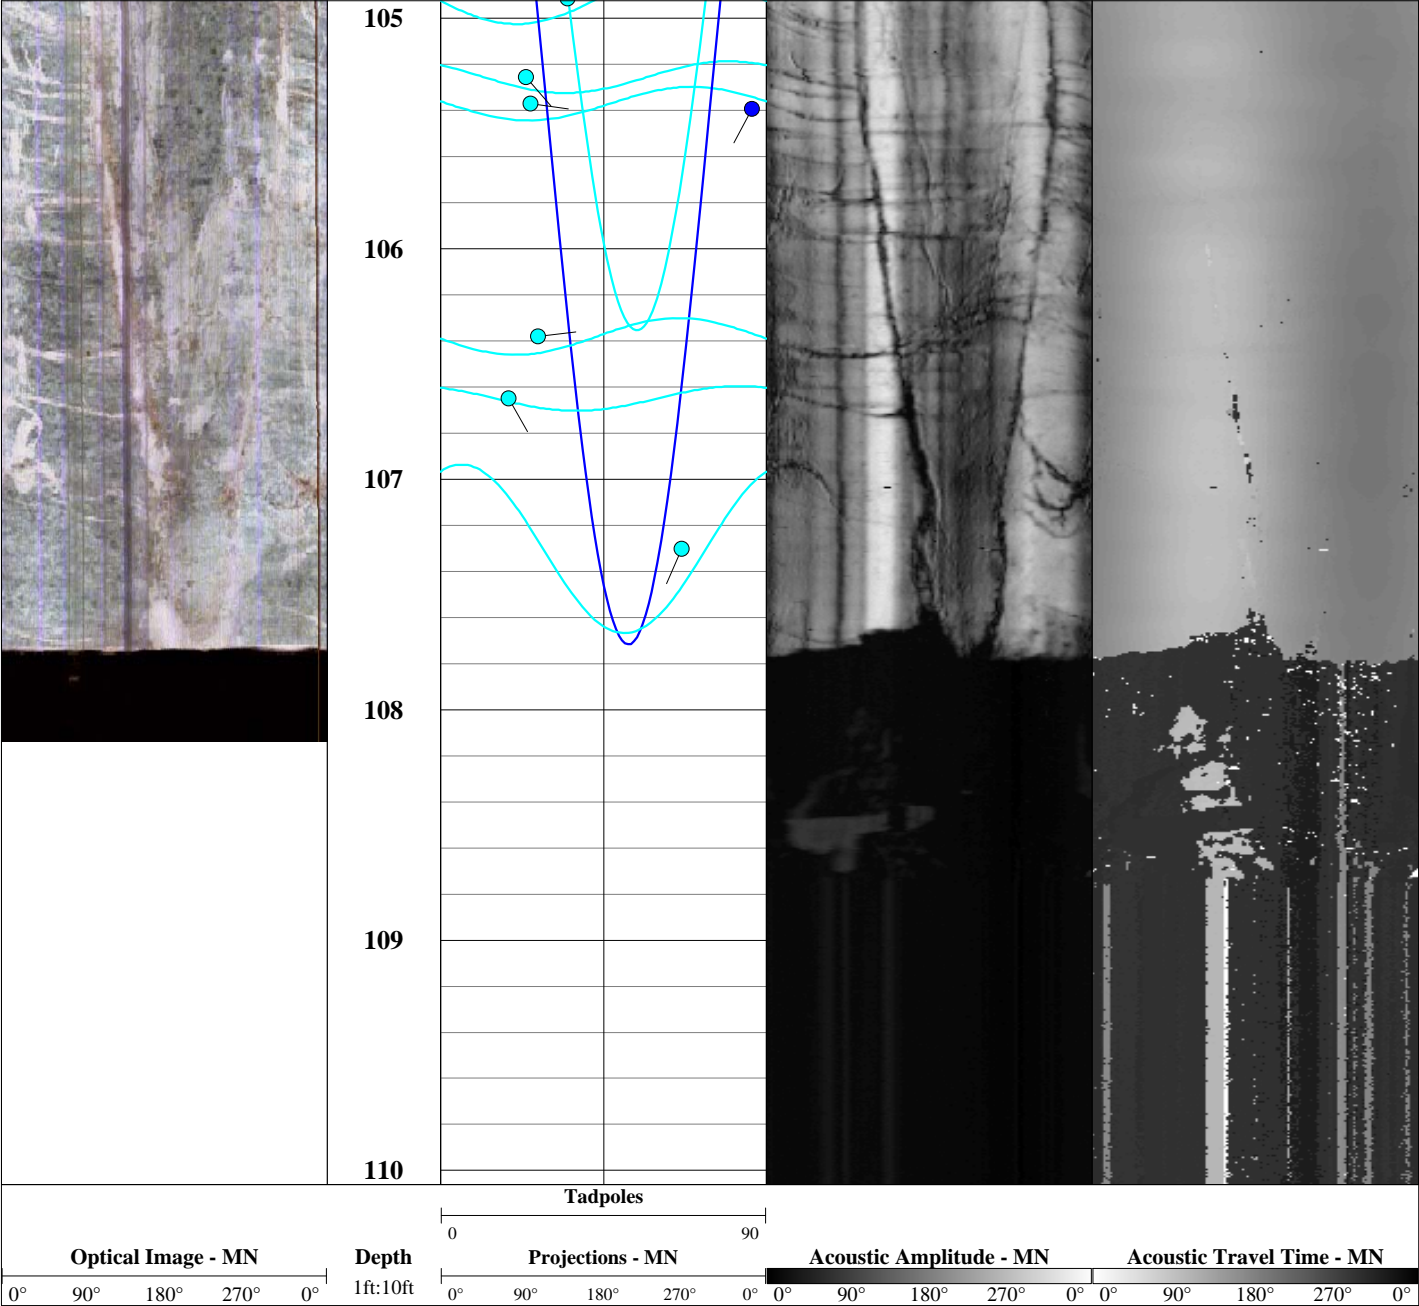 105
106
107
108
109
110
Tadpoles
0 90
Optical Image - MN Depth Projections - MN Acoustic Amplitude - MN Acoustic Travel Time - MN
0° 90° 180° 270° 0° 1ft:10ft 0° 90° 180° 270° 0° 0° 90° 180° 270° 0° 0° 90° 180° 270° 0°